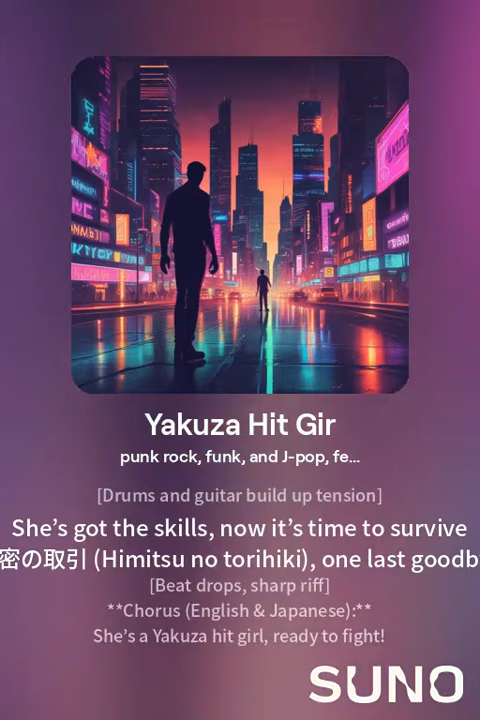 Yakuza Hit Gir
punk rock, funk, and J-pop, fe...
[Drums and guitar build up tension]
She's got the skills, now it's time to survive
密の取引 (Himitsu no torihiki), one last goodb
[Beat drops, sharp riff]
**Chorus (English & Japanese):**
She's a Yakuza hit girl, ready to fight!
SUNO